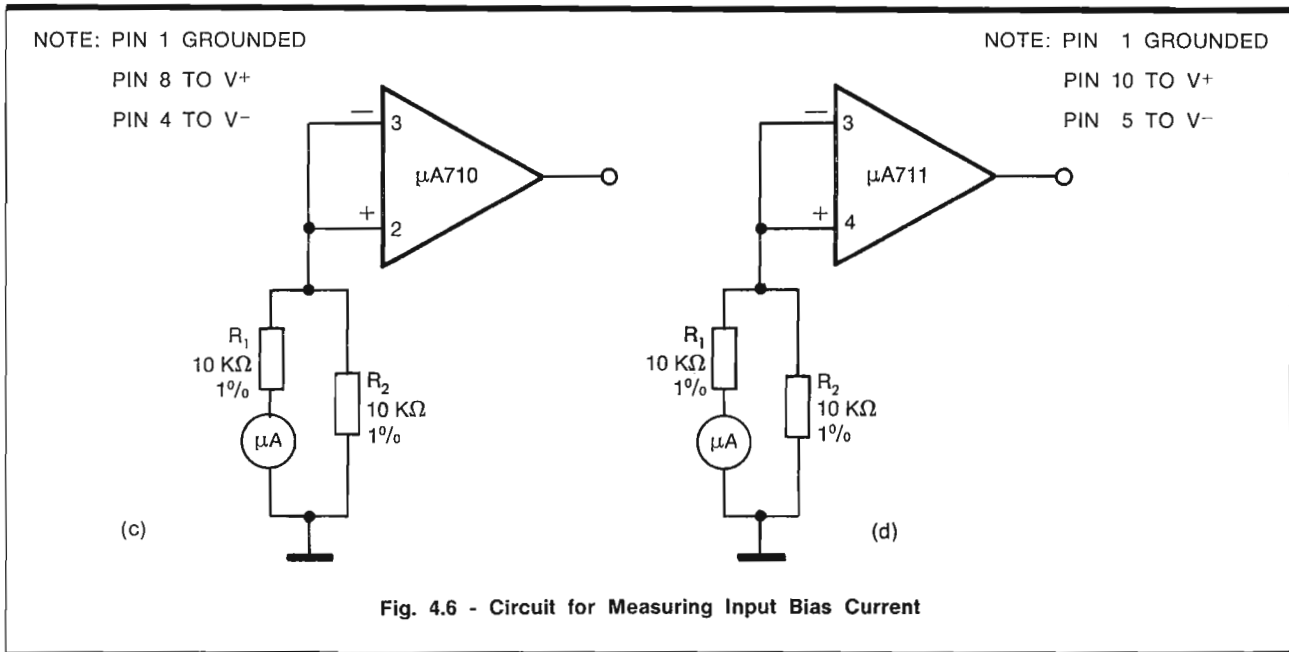 NOTE: PIN 1 GROUNDED
PIN 8 TO V+
PIN 4 TO V−
− 3
µA710
+ 2
R1
10 KΩ
1%
R2
10 KΩ
1%
µA
(c)
NOTE: PIN 1 GROUNDED
PIN 10 TO V+
PIN 5 TO V−
− 3
µA711
+ 4
R1
10 KΩ
1%
R2
10 KΩ
1%
µA
(d)
Fig. 4.6 - Circuit for Measuring Input Bias Current